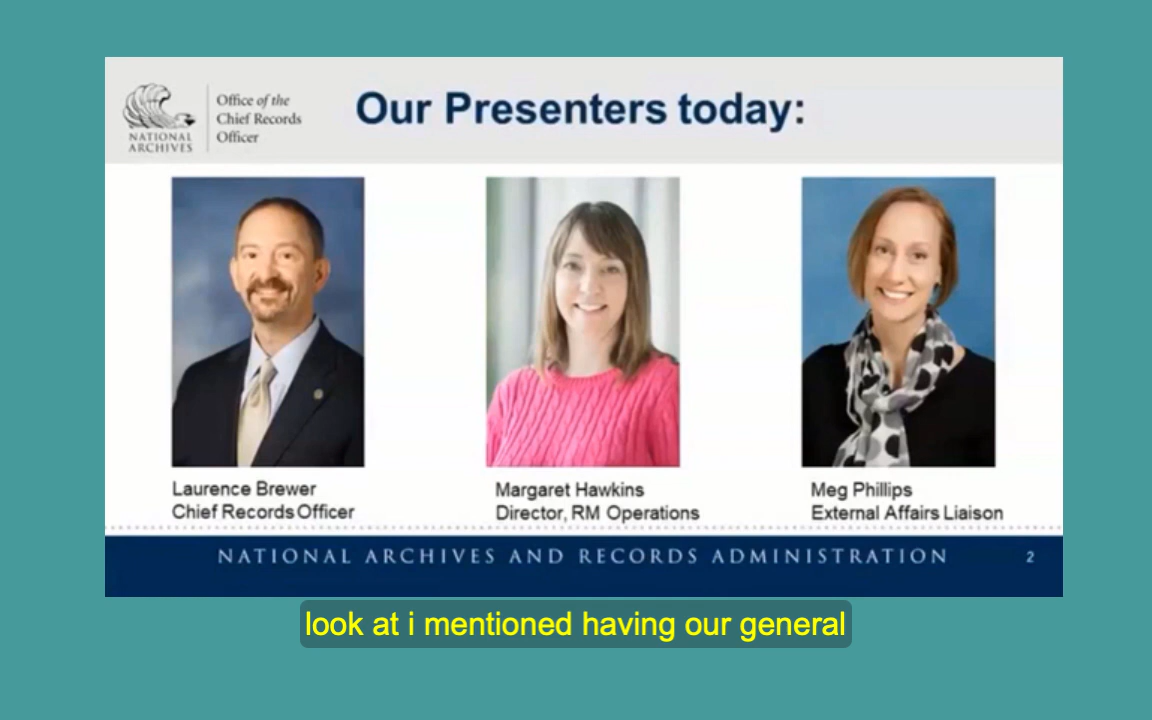 Office of the
Chief Records
Officer
NATIONAL
ARCHIVES
Our Presenters today:
Laurence Brewer
Chief Records Officer
Margaret Hawkins
Director, RM Operations
Meg Phillips
External Affairs Liaison
NATIONAL ARCHIVES AND RECORDS ADMINISTRATION
2
look at i mentioned having our general